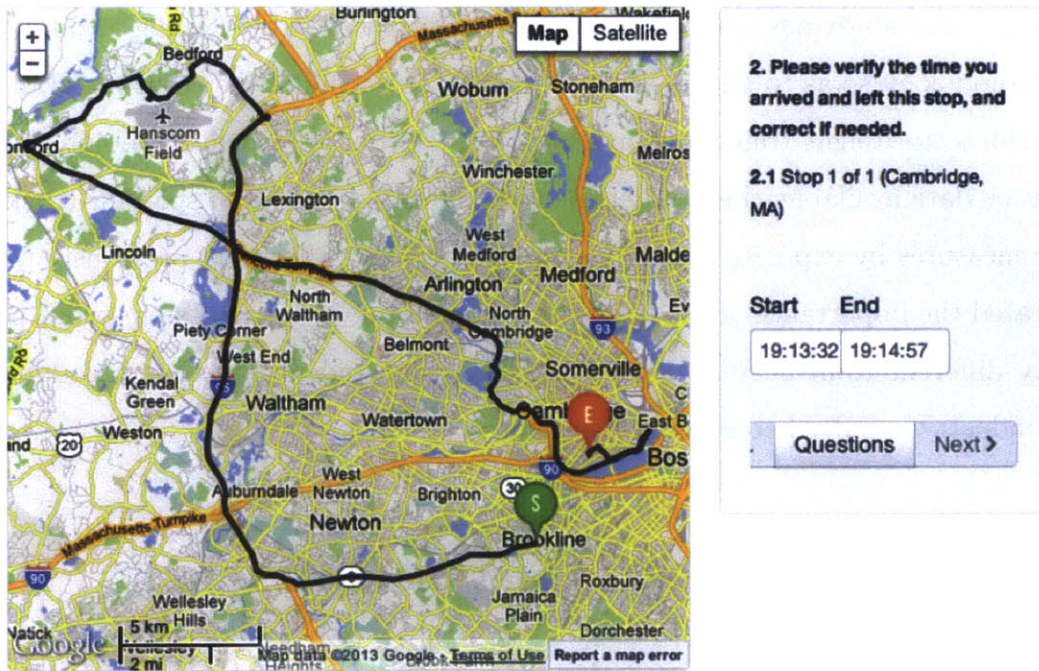 +
−
Map Satellite
Burlington
Wakefield
Massachusetts
Bedford
Woburn
Stoneham
Hanscom
Field
Melros
Winchester
Lexington
West
Medford
Malde
Lincoln
Medford
Arlington
North
Waltham
North
Cambridge
Ev
93
Piety Corner
Belmont
West End
Somerville
95
Kendal
Green
Waltham
Watertown
E
East B
Weston
20
Bos
90
West
Newton
30
Auburndale
Brighton
S
Newton
Brookline
Massachusetts Turnpike
90
Roxbury
Jamaica
Plain
Wellesley
Hills
Natick
5 km
Dorchester
Google
2 mi
Map data ©2013 Google - Terms of Use Report a map error
2. Please verify the time you
arrived and left this stop, and
correct if needed.
2.1 Stop 1 of 1 (Cambridge,
MA)
Start End
19:13:32 19:14:57
Questions Next >